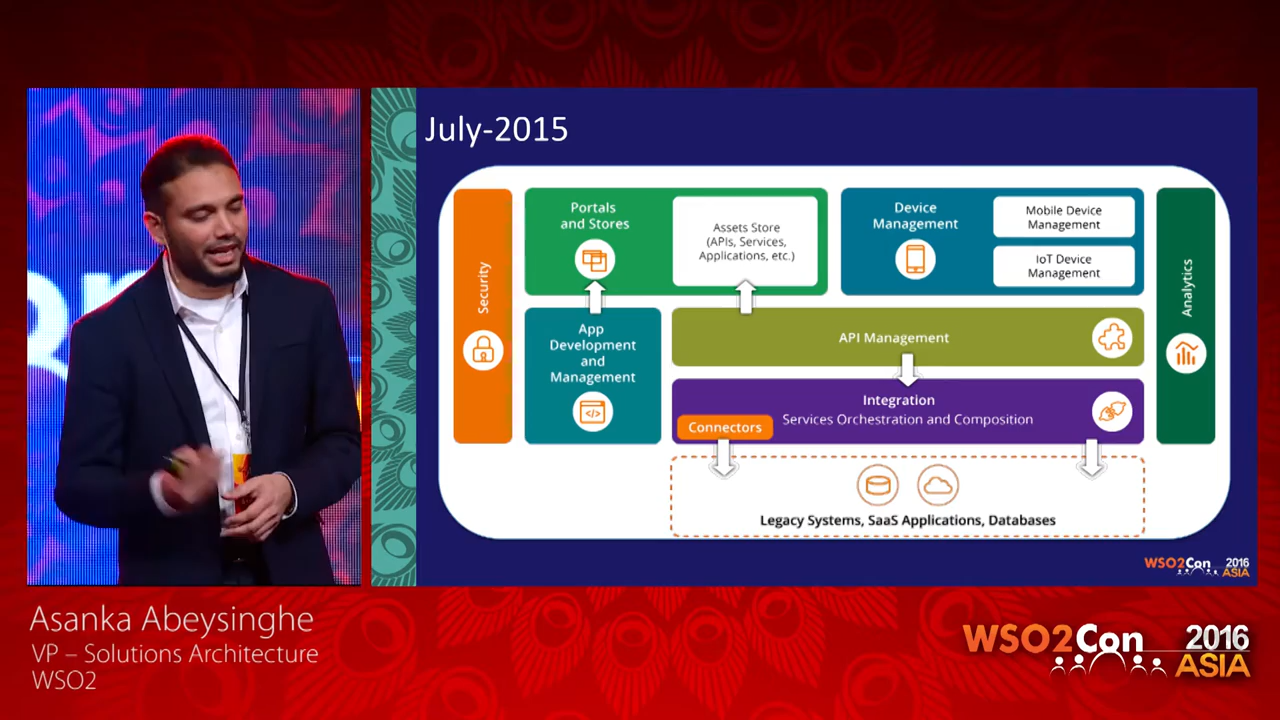 July-2015
Security
Portals
and Stores
Assets Store
(APIs, Services,
Applications, etc.)
Device
Management
Mobile Device
Management
IoT Device
Management
Analytics
App
Development
and
Management
API Management
Integration
Services Orchestration and Composition
Connectors
Legacy Systems, SaaS Applications, Databases
WSO2Con 2016
ASIA
Asanka Abeysinghe
VP – Solutions Architecture
WSO2
WSO2Con 2016
ASIA